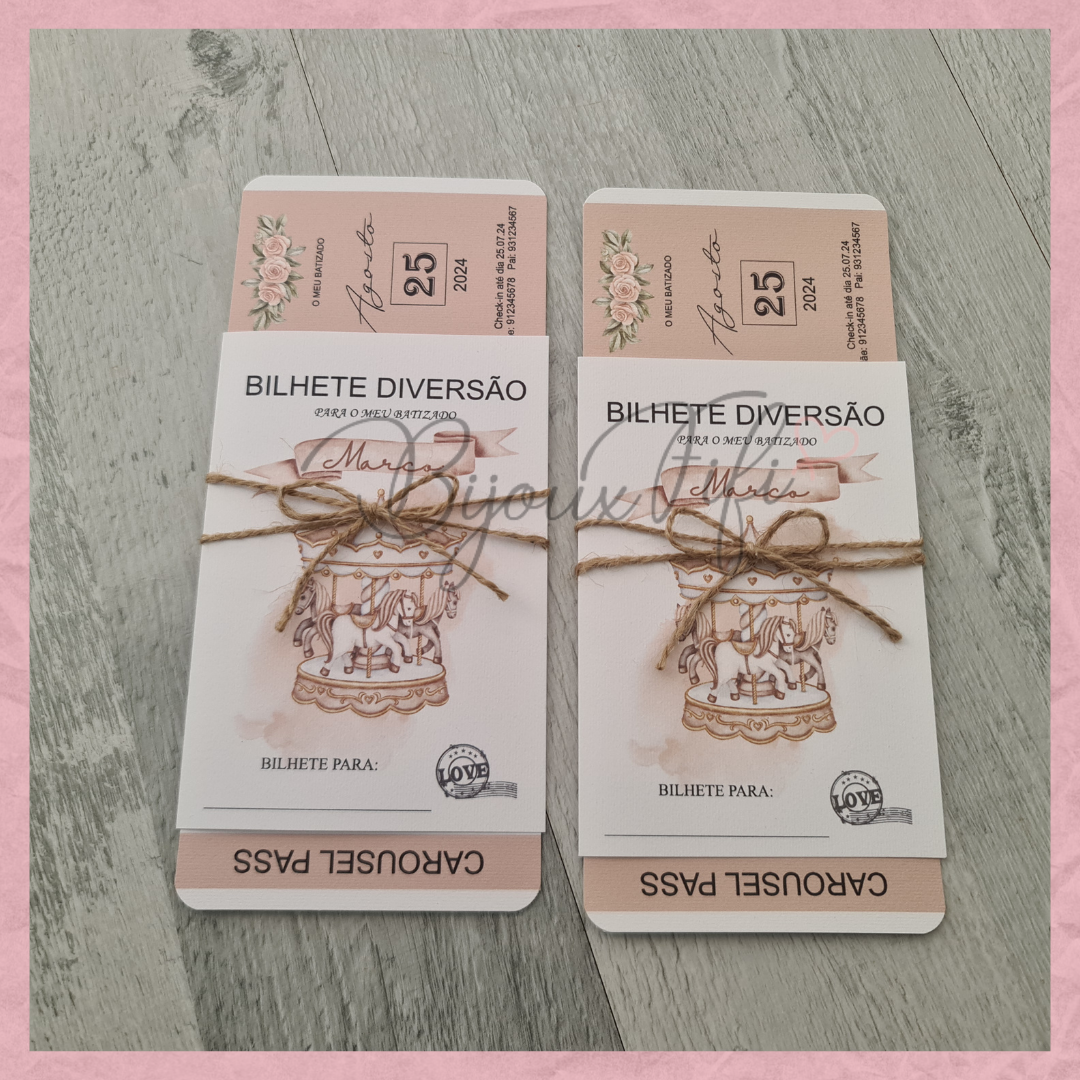 O MEU BATIZADO
Agosto
25
2024
Check-in até dia 25.07.24
e: 912345678 Pai: 931234567
BILHETE DIVERSÃO
PARA O MEU BATIZADO
Marco
BILHETE PARA:
LOVE
CAROUSEL PASS
O MEU BATIZADO
Agosto
25
2024
Check-in até dia 25.07.24
ãe: 912345678 Pai: 931234567
BILHETE DIVERSÃO
PARA O MEU BATIZADO
Marco
BILHETE PARA:
LOVE
CAROUSEL PASS
Bijoux Fifi